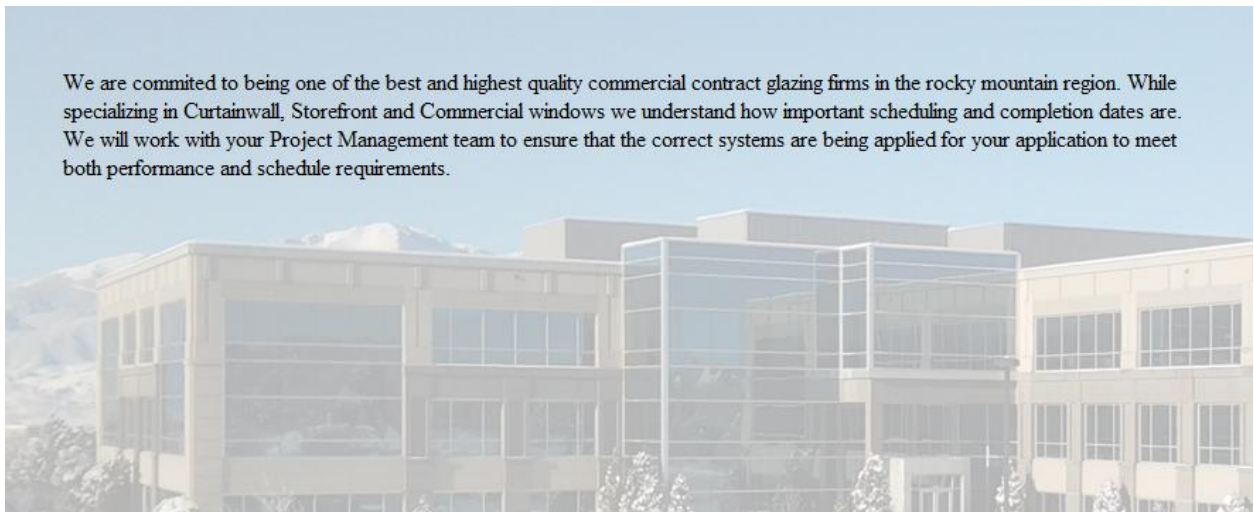 We are commited to being one of the best and highest quality commercial contract glazing firms in the rocky mountain region. While
specializing in Curtainwall, Storefront and Commercial windows we understand how important scheduling and completion dates are.
We will work with your Project Management team to ensure that the correct systems are being applied for your application to meet
both performance and schedule requirements.